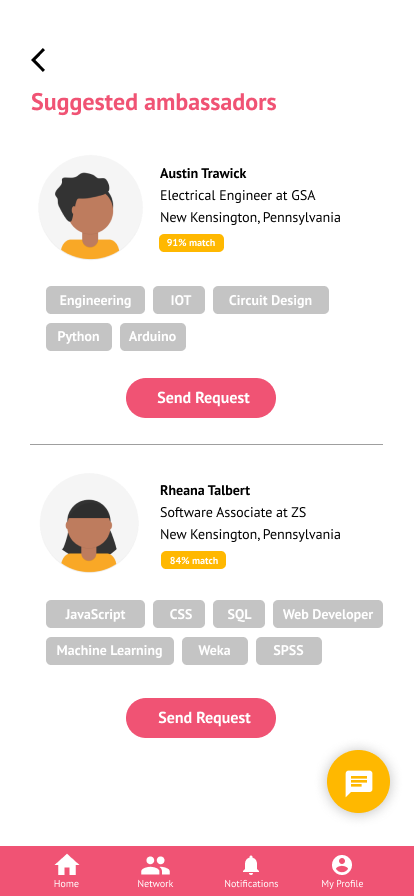 Suggested ambassadors
Austin Trawick
Electrical Engineer at GSA
New Kensington, Pennsylvania
91% match
Engineering IOT Circuit Design
Python Arduino
Send Request
Rheana Talbert
Software Associate at ZS
New Kensington, Pennsylvania
84% match
JavaScript CSS SQL Web Developer
Machine Learning Weka SPSS
Send Request
Home Network Notifications My Profile